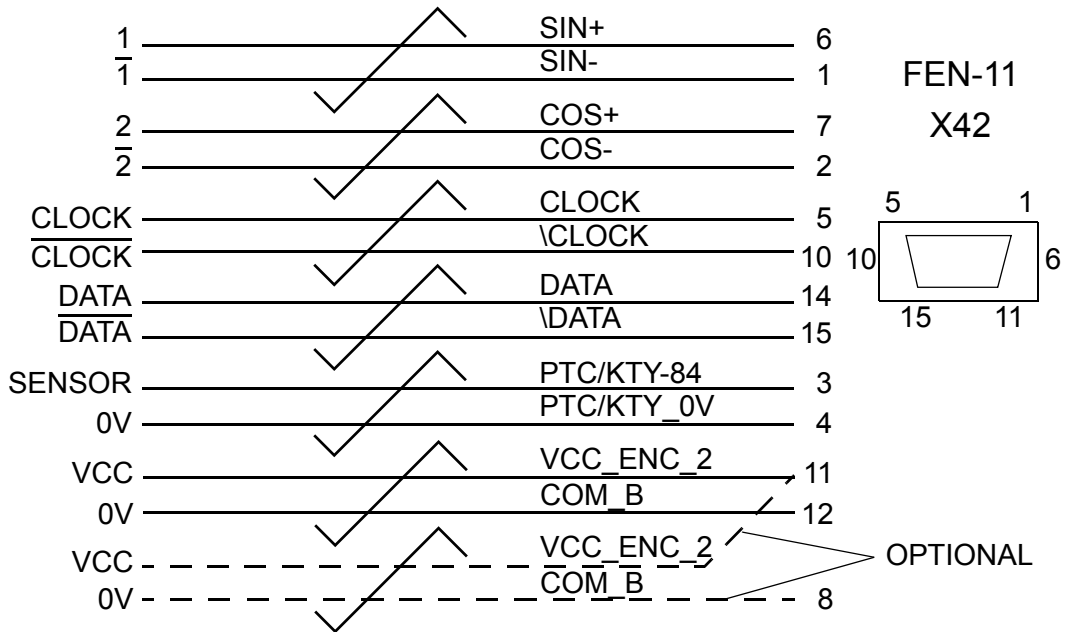 1 SIN+ 6
1̅ SIN- 1
FEN-11
2 COS+ 7
X42
2̅ COS- 2
CLOCK CLOCK 5
5 1
C̅L̅O̅C̅K̅ \CLOCK 10
10 6
DATA DATA 14
15 11
D̅A̅T̅A̅ \DATA 15
SENSOR PTC/KTY-84 3
0V PTC/KTY_0V 4
VCC VCC_ENC_2 11
0V COM_B 12
VCC VCC_ENC_2
OPTIONAL
0V COM_B 8